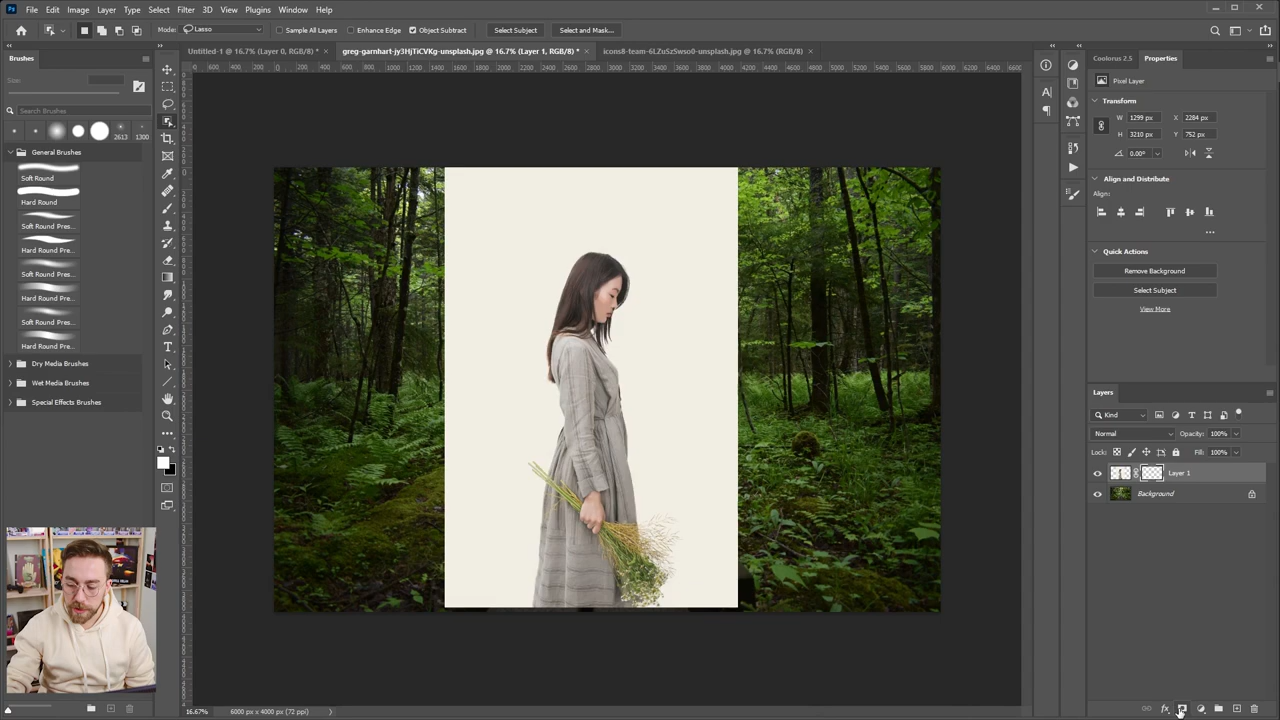 File Edit Image Layer Type Select Filter 3D View Plugins Window Help
Mode: Lasso Sample All Layers Enhance Edge Object Subtract Select Subject Select and Mask...
Untitled-1 @ 16.7% (Layer 0, RGB/8) * greg-garnhart-jy3HjTiCVKg-unsplash.jpg @ 16.7% (Layer 1, RGB/8) * icons8-team-6LZuSzSwso0-unsplash.jpg @ 16.7% (RGB/8)
Brushes
Size:
Search Brushes
2613 1300
General Brushes
Soft Round
Hard Round
Soft Round Pres...
Hard Round Pre...
Soft Round Pres...
Hard Round Pre...
Soft Round Pres...
Hard Round Pre...
Dry Media Brushes
Wet Media Brushes
Special Effects Brushes
Coolorus 2.5 Properties
Pixel Layer
Transform
W 1299 px X 2284 px
H 3210 px Y 752 px
0.00°
Align and Distribute
Align:
Quick Actions
Remove Background
Select Subject
View More
Layers
Kind
Normal Opacity: 100%
Lock: Fill: 100%
Layer 1
Background
16.67% 6000 px x 4000 px (72 ppi)